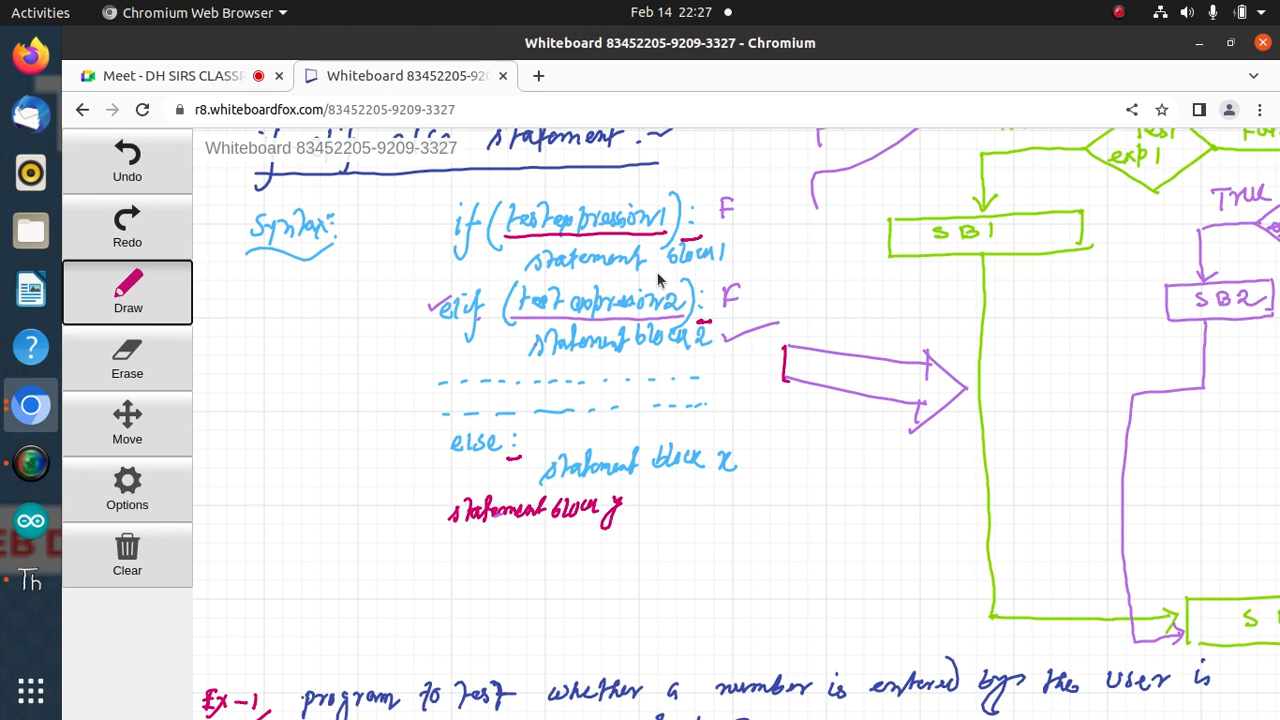 Activities
Chromium Web Browser
Feb 14 22:27
Whiteboard 83452205-9209-3327 - Chromium
Meet - DH SIRS CLASSR
Whiteboard 83452205-920
r8.whiteboardfox.com/83452205-9209-3327
Whiteboard 83452205-9209-3327
Undo
Redo
Draw
Erase
Move
Options
Clear
statement :~
Syntax:
if (test expression1) : F
statement block1
elif (test expression2) : F
statement block 2
else :
statement block x
statement block y
Test
exp1
SB1
True
SB2
S
Ex-1 program to test whether a number is entered by the user is
Th